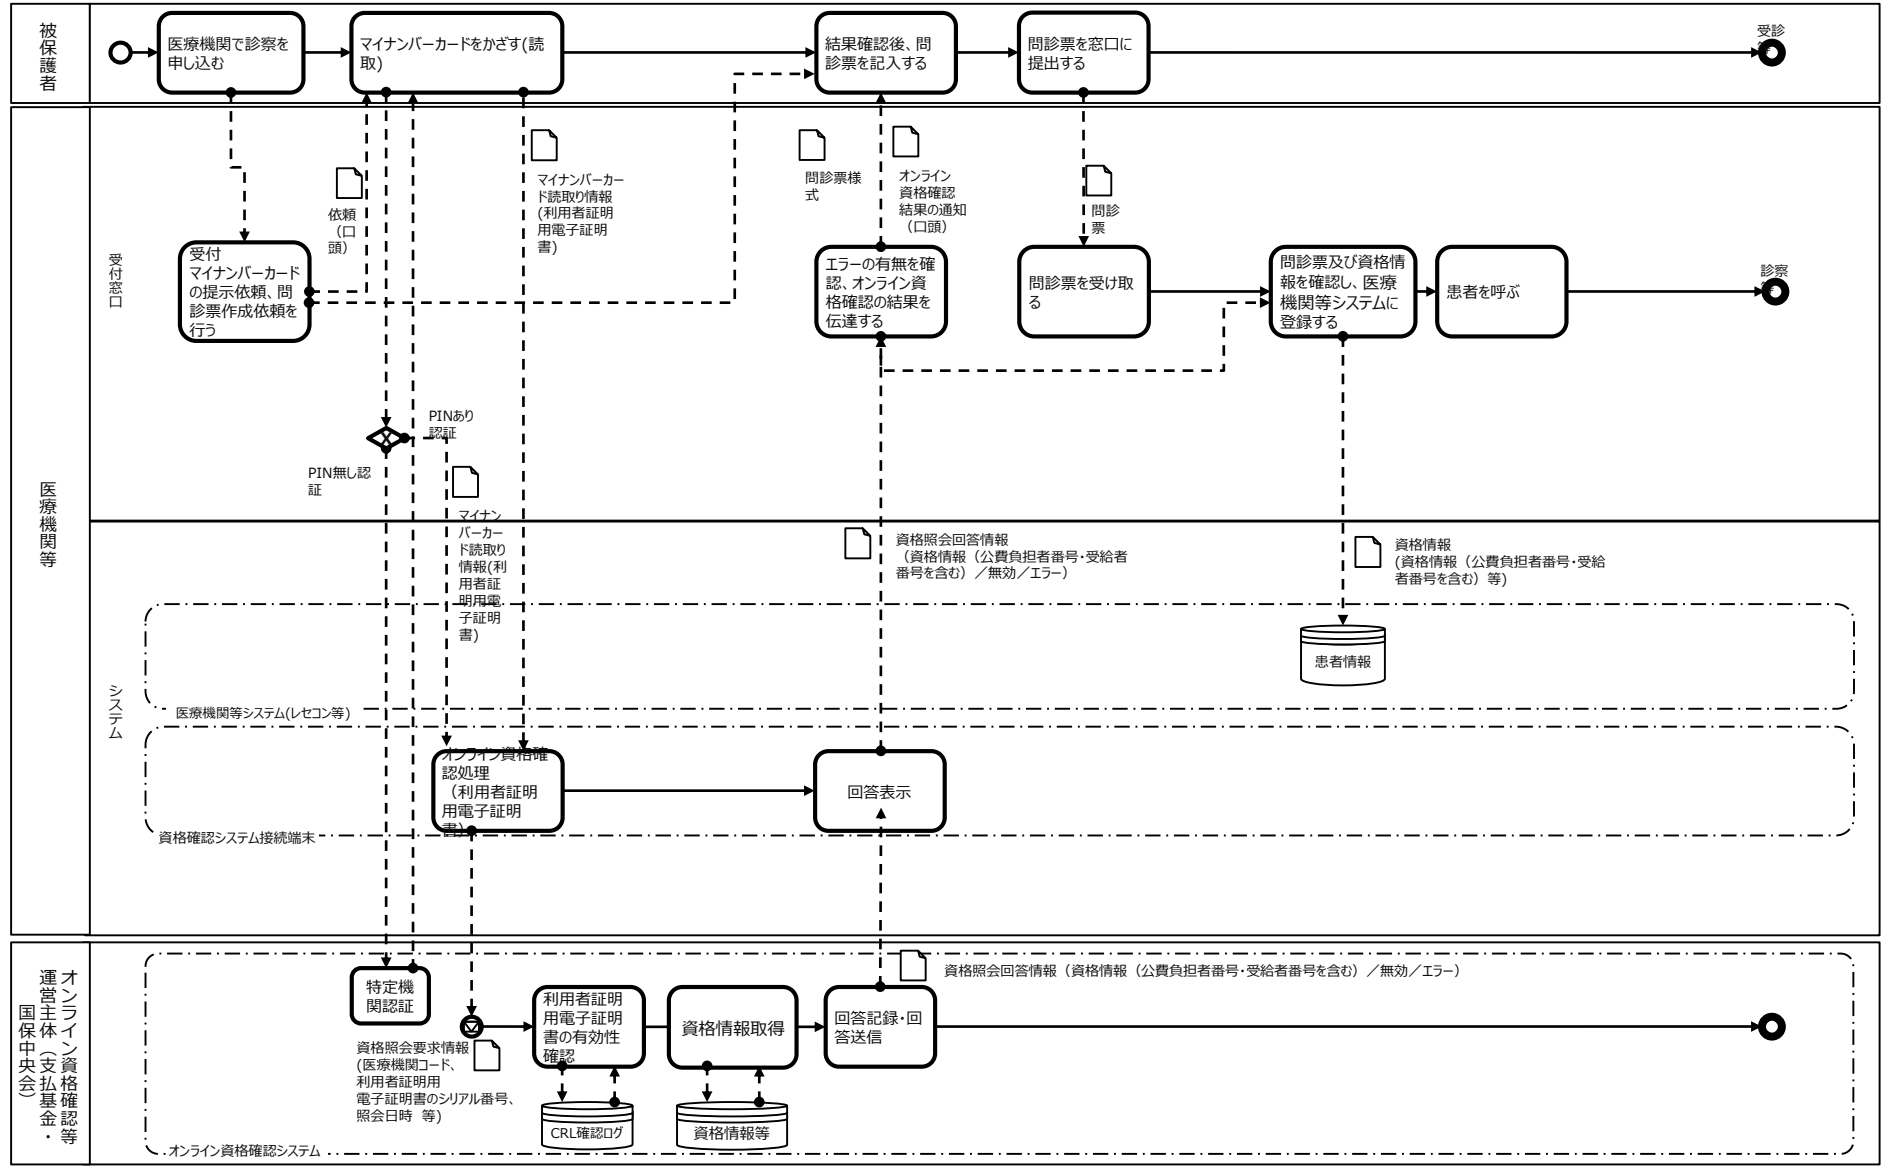 被保護者
医療機関で診察を
申し込む
マイナンバーカードをかざす(読
取)
結果確認後、問
診票を記入する
問診票を窓口に
提出する
受診
医療機関等
受付窓口
依頼
（口
頭）
マイナンバーカー
ド読取り情報
(利用者証明
用電子証明
書)
問診票様
式
オンライン
資格確認
結果の通知
（口頭）
問診
票
受付
マイナンバーカード
の提示依頼、問
診票作成依頼を
行う
エラーの有無を確
認、オンライン資
格確認の結果を
伝達する
問診票を受け取
る
問診票及び資格情
報を確認し、医療
機関等システムに
登録する
患者を呼ぶ
診察
PINあり
認証
PIN無し認
証
マイナン
バーカー
ド読取り
情報(利
用者証
明用電
子証明
書)
システム
資格照会回答情報
（資格情報（公費負担者番号・受給者
番号を含む）／無効／エラー）
資格情報
(資格情報（公費負担者番号・受給
者番号を含む）等)
患者情報
医療機関等システム(レセコン等)
オンライン資格確
認処理
（利用者証明
用電子証明
書）
回答表示
資格確認システム接続端末
オンライン資格確認等
運営主体（支払基金・
国保中央会）
特定機
関認証
資格照会回答情報（資格情報（公費負担者番号・受給者番号を含む）／無効／エラー）
利用者証明
用電子証明
書の有効性
確認
資格情報取得
回答記録・回
答送信
資格照会要求情報
(医療機関コード、
利用者証明用
電子証明書のシリアル番号、
照会日時 等)
CRL確認ログ
資格情報等
オンライン資格確認システム